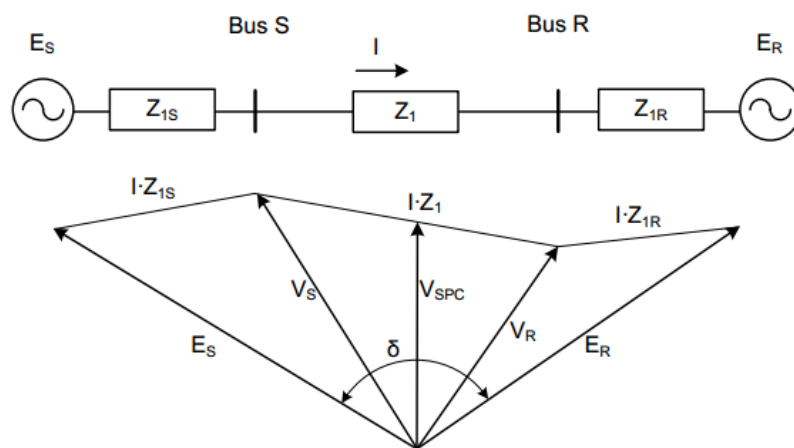 Bus S
Bus R
E_S
I
E_R
Z_1S
Z_1
Z_1R
I·Z_1S
I·Z_1
I·Z_1R
V_S
V_SPC
V_R
E_S
δ
E_R